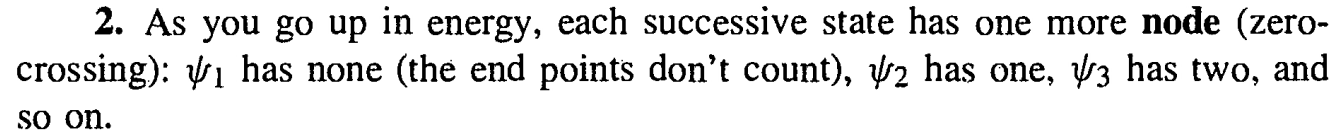 2. As you go up in energy, each successive state has one more node (zero-
crossing): ψ1 has none (the end points don't count), ψ2 has one, ψ3 has two, and
so on.